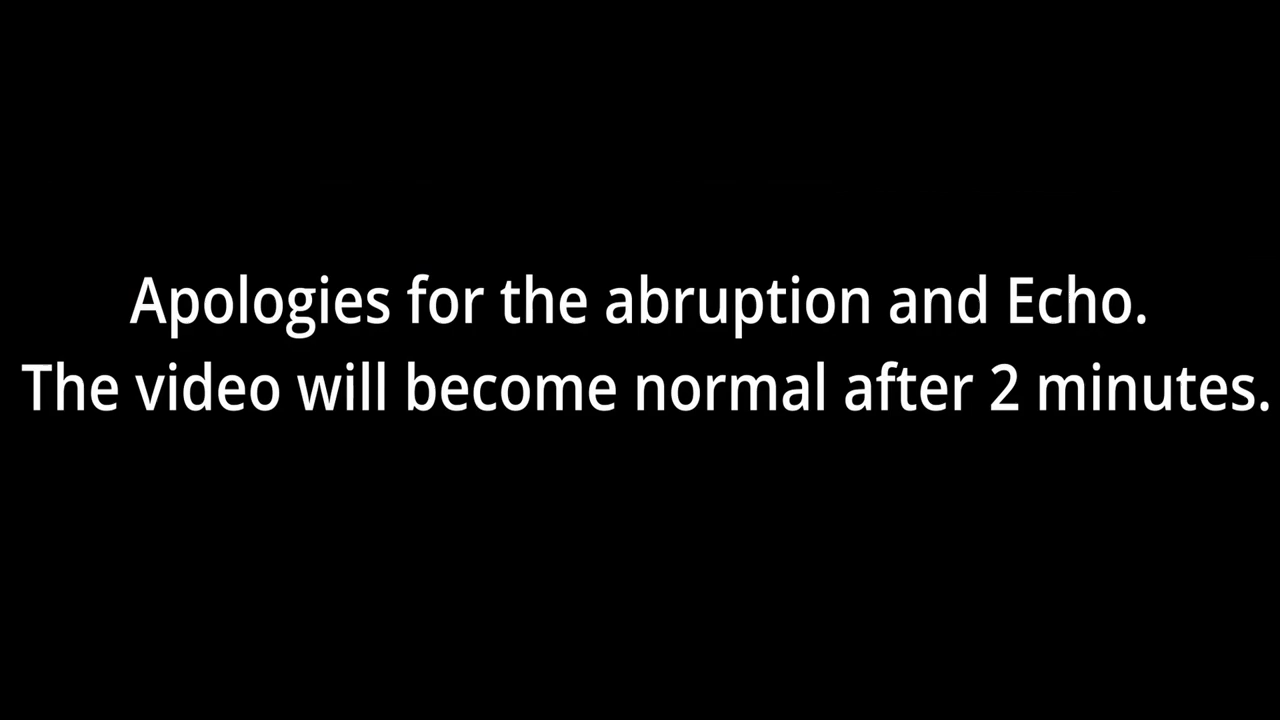 Apologies for the abruption and Echo.
The video will become normal after 2 minutes.